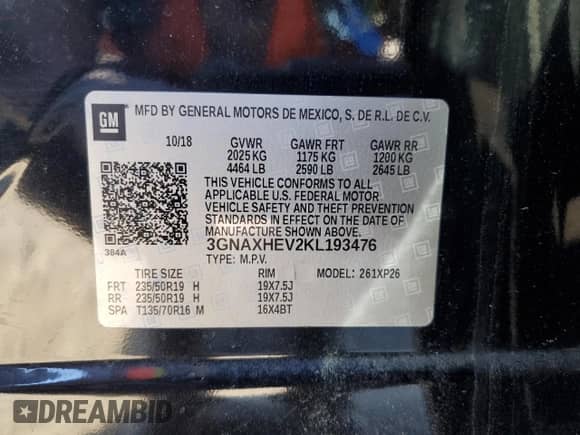 GM
MFD BY GENERAL MOTORS DE MEXICO, S. DE R.L. DE C.V.
10/18 GVWR GAWR FRT GAWR RR
2025 KG 1175 KG 1200 KG
4464 LB 2590 LB 2645 LB
THIS VEHICLE CONFORMS TO ALL
APPLICABLE U.S. FEDERAL MOTOR
VEHICLE SAFETY AND THEFT PREVENTION
STANDARDS IN EFFECT ON THE DATE OF
MANUFACTURE SHOWN ABOVE.
384A
3GNAXHEV2KL193476
TYPE: M.P.V. MODEL: 261XP26
TIRE SIZE RIM
FRT 235/50R19 H 19X7.5J
RR 235/50R19 H 19X7.5J
SPA T135/70R16 M 16X4BT
DREAMBID